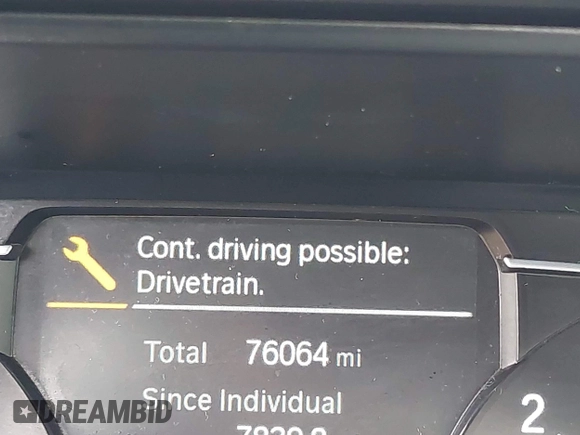 Cont. driving possible:
Drivetrain.
Total 76064 mi
Since Individual
2
DREAMBID